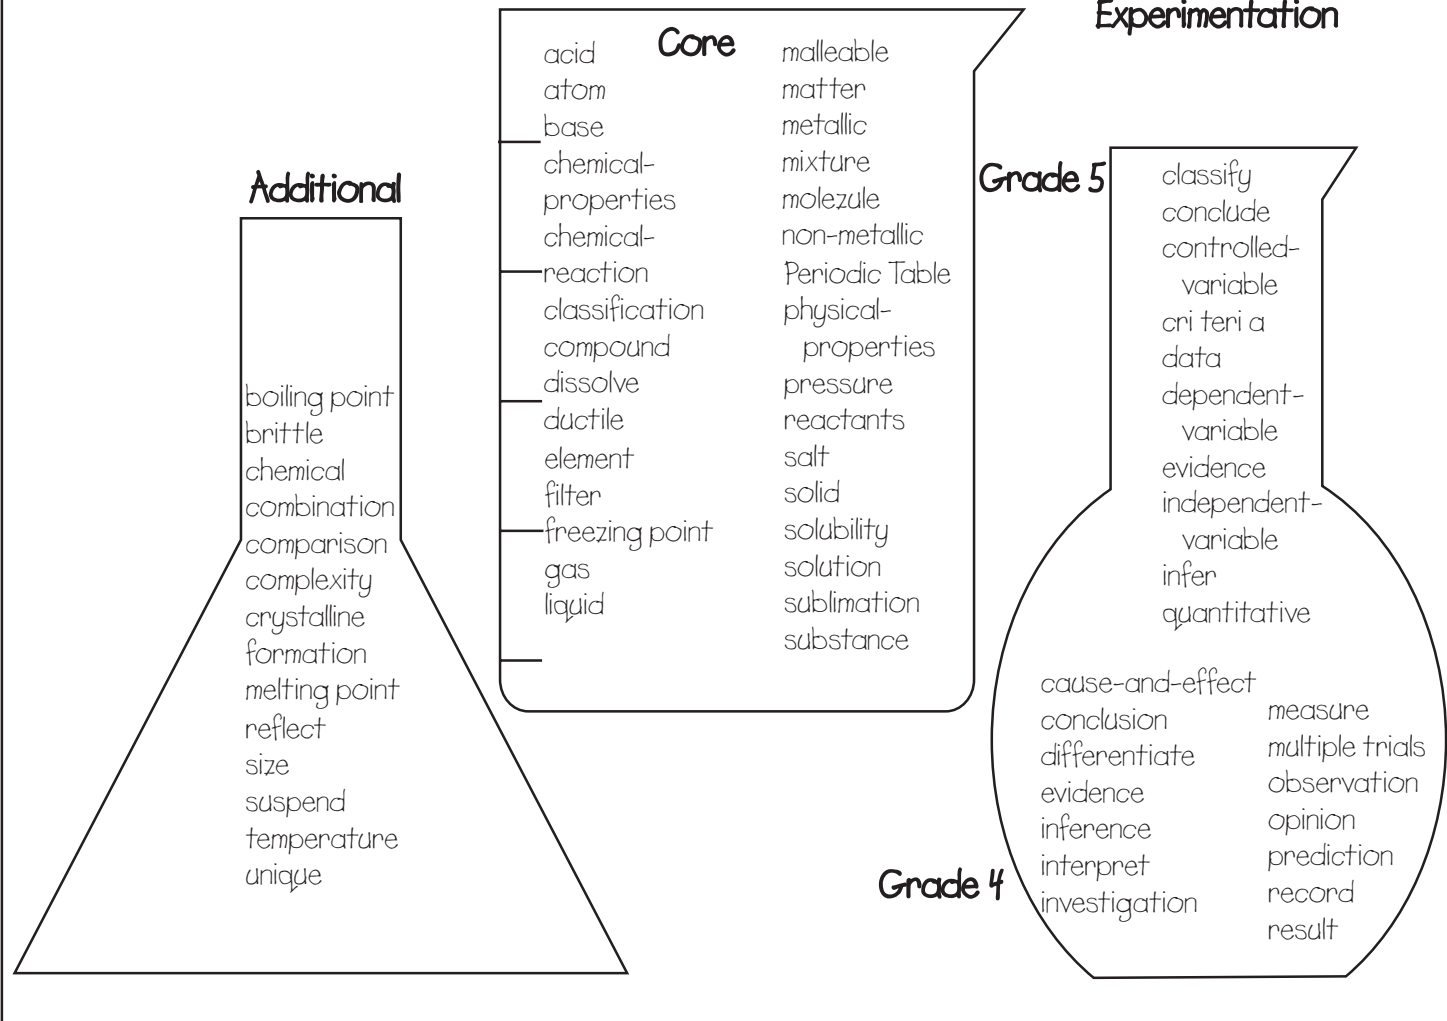 Experimentation
Core
acid
atom
base
chemical-
properties
chemical-
reaction
classification
compound
dissolve
ductile
element
filter
freezing point
gas
liquid
malleable
matter
metallic
mixture
molezule
non-metallic
Periodic Table
physical-
properties
pressure
reactants
salt
solid
solubility
solution
sublimation
substance
Additional
boiling point
brittle
chemical
combination
comparison
complexity
crystalline
formation
melting point
reflect
size
suspend
temperature
unique
Grade 5
classify
conclude
controlled-
variable
cri teri a
data
dependent-
variable
evidence
independent-
variable
infer
quantitative
Grade 4
cause-and-effect
conclusion
differentiate
evidence
inference
interpret
investigation
measure
multiple trials
observation
opinion
prediction
record
result